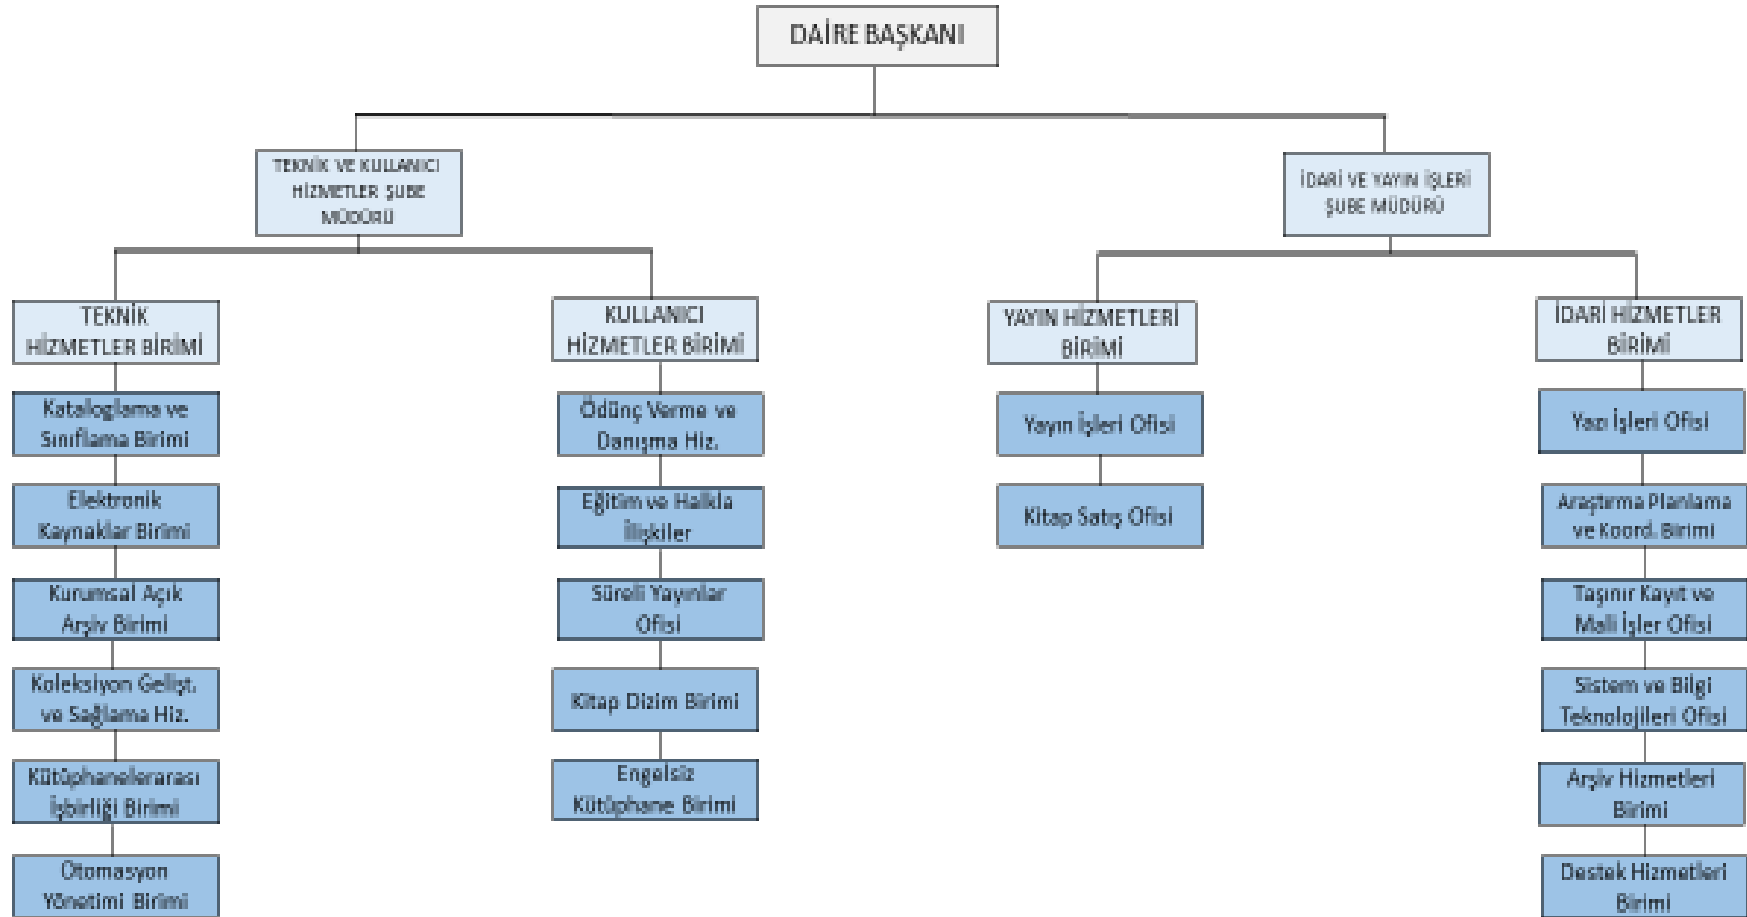 DAİRE BAŞKANI
TEKNİK VE KULLANICI
HİZMETLER ŞUBE
MÜDÜRÜ
İDARİ VE YAYIN İŞLERİ
ŞUBE MÜDÜRÜ
TEKNİK
HİZMETLER BİRİMİ
KULLANICI
HİZMETLER BİRİMİ
YAYIN HİZMETLERİ
BİRİMİ
İDARİ HİZMETLER
BİRİMİ
Kataloglama ve
Sınıflama Birimi
Elektronik
Kaynaklar Birimi
Kurumsal Açık
Arşiv Birimi
Koleksiyon Gelişt.
ve Sağlama Hiz.
Kütüphanelerarası
İşbirliği Birimi
Otomasyon
Yönetimi Birimi
Ödünç Verme ve
Danışma Hiz.
Eğitim ve Halkla
İlişkiler
Süreli Yayınlar
Ofisi
Kitap Dizim Birimi
Engelsiz
Kütüphane Birimi
Yayın İşleri Ofisi
Kitap Satış Ofisi
Yazı İşleri Ofisi
Araştırma Planlama
ve Koord. Birimi
Taşınır Kayıt ve
Mali İşler Ofisi
Sistem ve Bilgi
Teknolojileri Ofisi
Arşiv Hizmetleri
Birimi
Destek Hizmetleri
Birimi